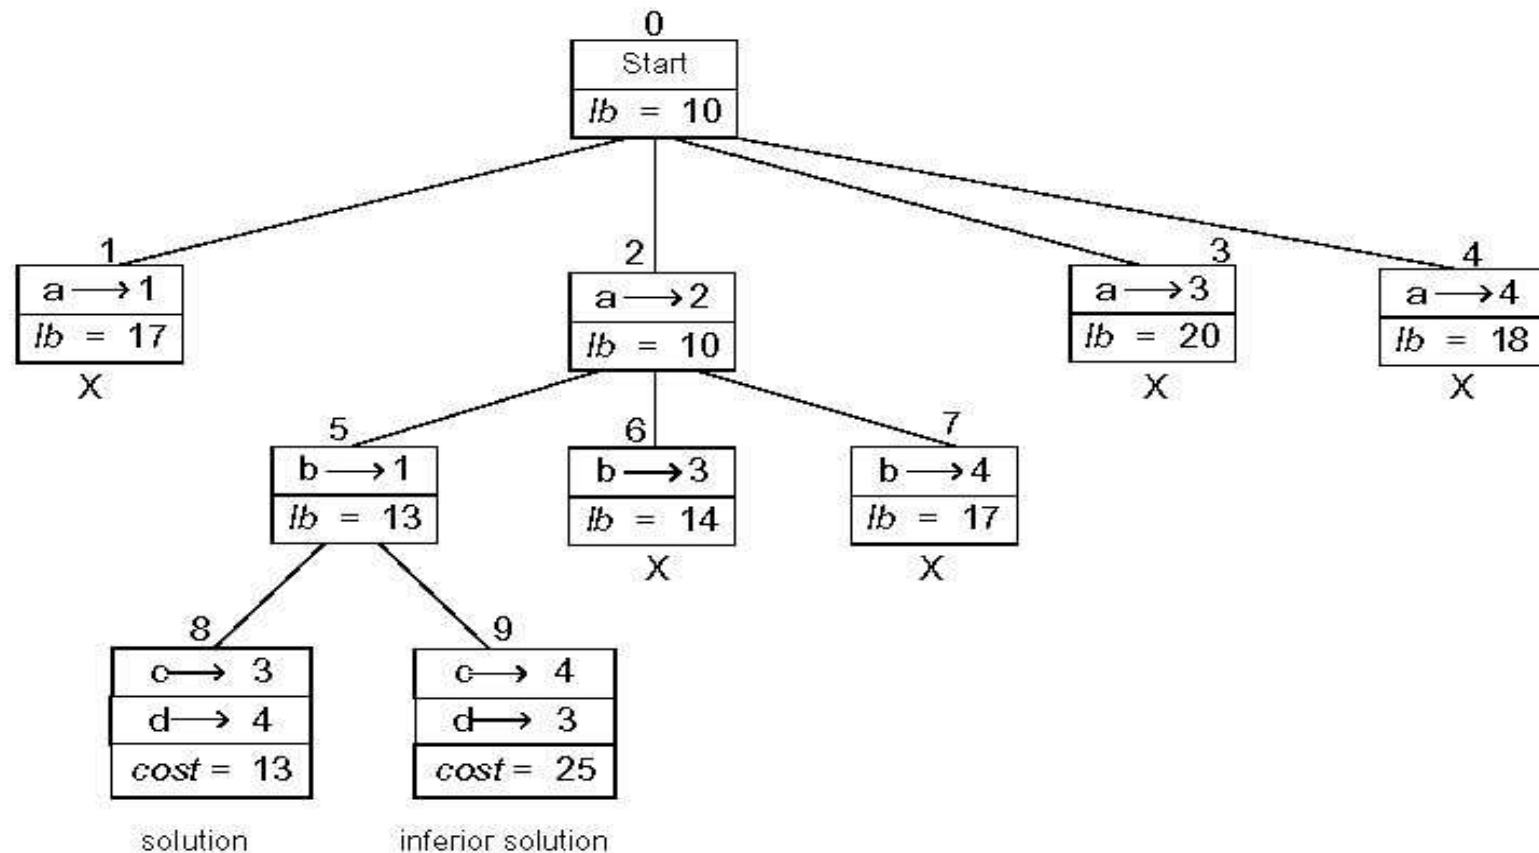 0
Start
lb = 10
1
2
3
4
a → 1
lb = 17
X
a → 2
lb = 10
a → 3
lb = 20
X
a → 4
lb = 18
X
5
6
7
b → 1
lb = 13
b → 3
lb = 14
X
b → 4
lb = 17
X
8
9
c → 3
d → 4
cost = 13
solution
c → 4
d → 3
cost = 25
inferior solution